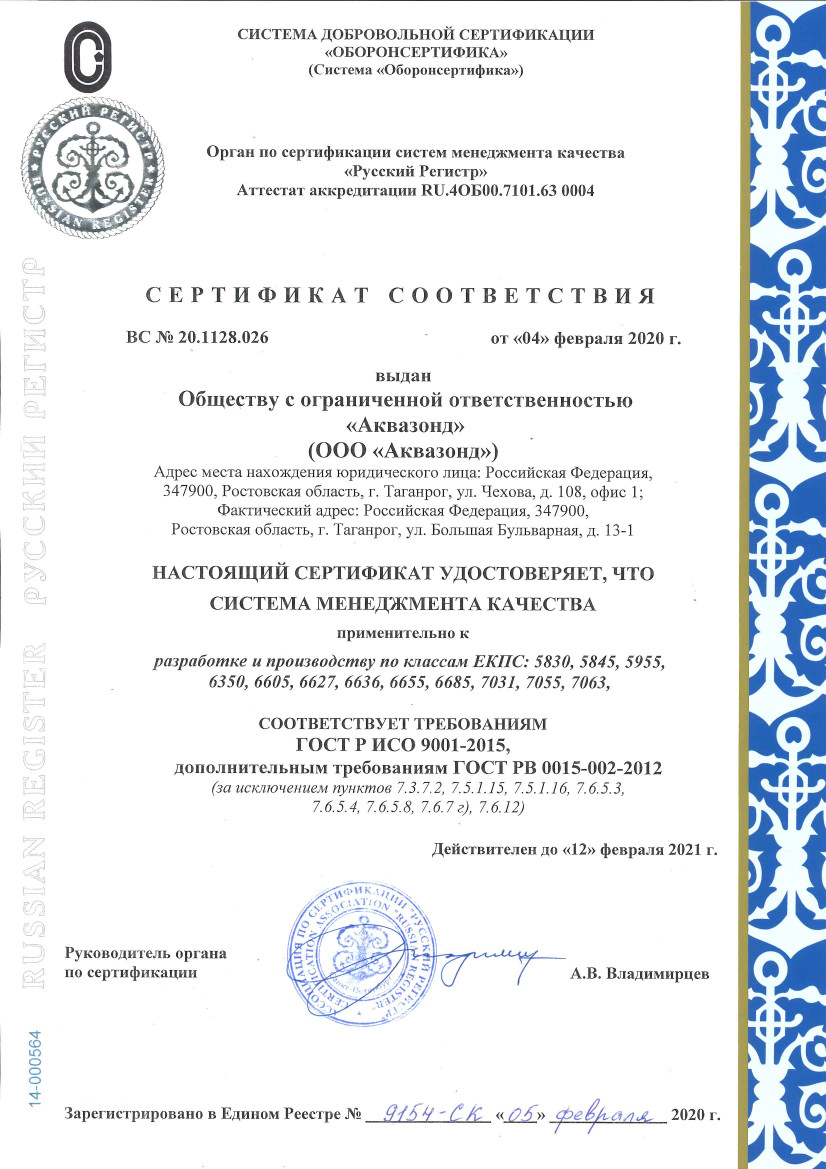 СИСТЕМА ДОБРОВОЛЬНОЙ СЕРТИФИКАЦИИ
«ОБОРОНСЕРТИФИКА»
(Система «Оборонсертифика»)
РУССКИЙ РЕГИСТР
RUSSIAN REGISTER
Орган по сертификации систем менеджмента качества
«Русский Регистр»
Аттестат аккредитации RU.4ОБ00.7101.63 0004
СЕРТИФИКАТ СООТВЕТСТВИЯ
ВС № 20.1128.026 от «04» февраля 2020 г.
выдан
Обществу с ограниченной ответственностью
«Аквазонд»
(ООО «Аквазонд»)
Адрес места нахождения юридического лица: Российская Федерация,
347900, Ростовская область, г. Таганрог, ул. Чехова, д. 108, офис 1;
Фактический адрес: Российская Федерация, 347900,
Ростовская область, г. Таганрог, ул. Большая Бульварная, д. 13-1
НАСТОЯЩИЙ СЕРТИФИКАТ УДОСТОВЕРЯЕТ, ЧТО
СИСТЕМА МЕНЕДЖМЕНТА КАЧЕСТВА
применительно к
разработке и производству по классам ЕКПС: 5830, 5845, 5955,
6350, 6605, 6627, 6636, 6655, 6685, 7031, 7055, 7063,
СООТВЕТСТВУЕТ ТРЕБОВАНИЯМ
ГОСТ Р ИСО 9001-2015,
дополнительным требованиям ГОСТ РВ 0015-002-2012
(за исключением пунктов 7.3.7.2, 7.5.1.15, 7.5.1.16, 7.6.5.3,
7.6.5.4, 7.6.5.8, 7.6.7 г), 7.6.12)
Действителен до «12» февраля 2021 г.
АССОЦИАЦИЯ ПО СЕРТИФИКАЦИИ "РУССКИЙ РЕГИСТР"
CERTIFICATION ASSOCIATION "RUSSIAN REGISTER"
Руководитель органа
по сертификации
А.В. Владимирцев
Зарегистрировано в Едином Реестре № 9154-СК «05» февраля 2020 г.
RUSSIAN REGISTER РУССКИЙ РЕГИСТР
14-000564